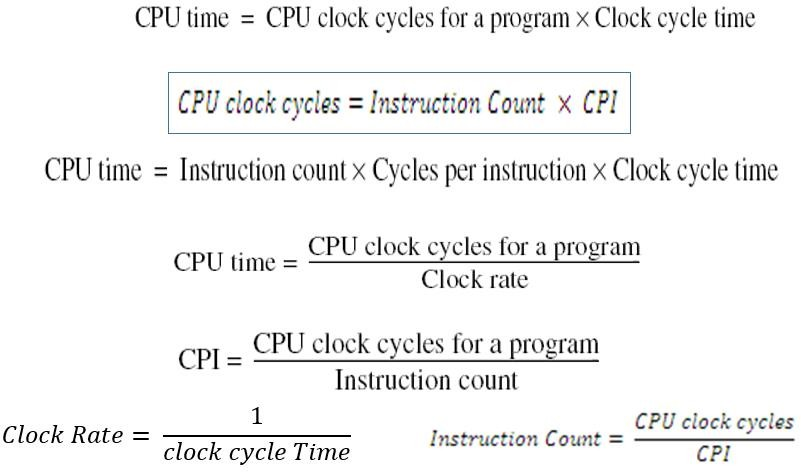 CPU time = CPU clock cycles for a program × Clock cycle time
CPU clock cycles = Instruction Count × CPI
CPU time = Instruction count × Cycles per instruction × Clock cycle time
CPU time = CPU clock cycles for a program / Clock rate
CPI = CPU clock cycles for a program / Instruction count
Clock Rate = 1 / clock cycle Time
Instruction Count = CPU clock cycles / CPI